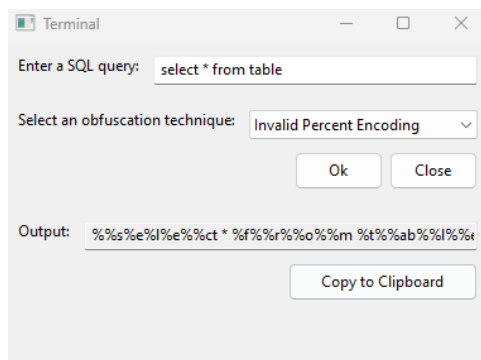 Terminal
Enter a SQL query: select * from table
Select an obfuscation technique: Invalid Percent Encoding
Ok Close
Output: %%s%e%l%e%%ct * %f%%r%%o%%m %t%%ab%%l%%e
Copy to Clipboard